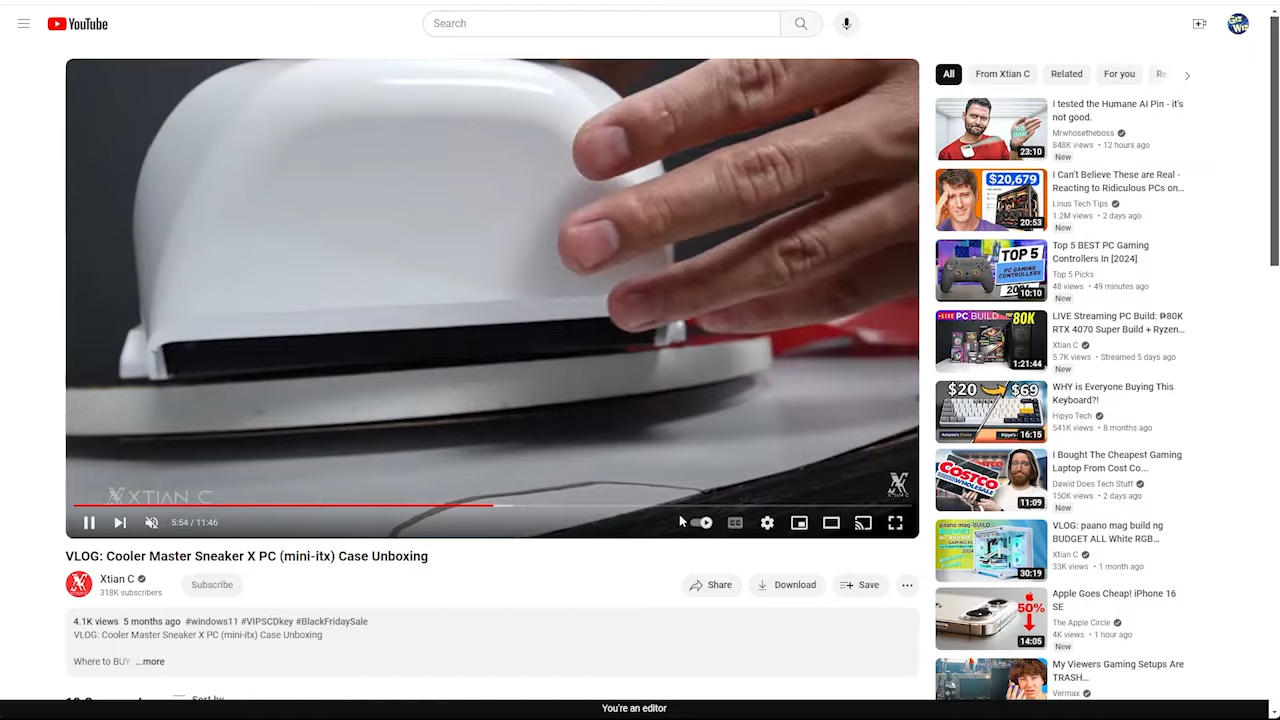 YouTube
Search
XTIAN C
5:54 / 11:46
CC
VLOG: Cooler Master Sneaker X PC (mini-itx) Case Unboxing
Xtian C
318K subscribers
Subscribe
Share
Download
Save
4.1K views 5 months ago #windows11 #VIPSCDkey #BlackFridaySale
VLOG: Cooler Master Sneaker X PC (mini-itx) Case Unboxing
Where to BUY ...more
Sort by
All
From Xtian C
Related
For you
Re
23:10
I tested the Humane AI Pin - it's
not good.
Mrwhosetheboss
848K views • 12 hours ago
New
$20,679
20:53
I Can't Believe These are Real -
Reacting to Ridiculous PCs on...
Linus Tech Tips
1.2M views • 2 days ago
New
TOP 5
PC GAMING
CONTROLLERS
10:10
Top 5 BEST PC Gaming
Controllers In [2024]
Top 5 Picks
48 views • 49 minutes ago
New
LIVE PC BUILD
80K
1:21:44
LIVE Streaming PC Build: ₱80K
RTX 4070 Super Build + Ryzen...
Xtian C
5.7K views • Streamed 5 days ago
New
$20 $69
16:15
WHY is Everyone Buying This
Keyboard?!
Hipyo Tech
541K views • 8 months ago
COSTCO
WHOLESALE
11:09
I Bought The Cheapest Gaming
Laptop From Cost Co...
Dawid Does Tech Stuff
150K views • 2 days ago
New
paano mag-BUILD
30:19
VLOG: paano mag build ng
BUDGET ALL White RGB...
Xtian C
33K views • 1 month ago
50%
14:05
Apple Goes Cheap! iPhone 16
SE
The Apple Circle
4K views • 1 hour ago
New
My Viewers Gaming Setups Are
TRASH...
Vermax
You're an editor